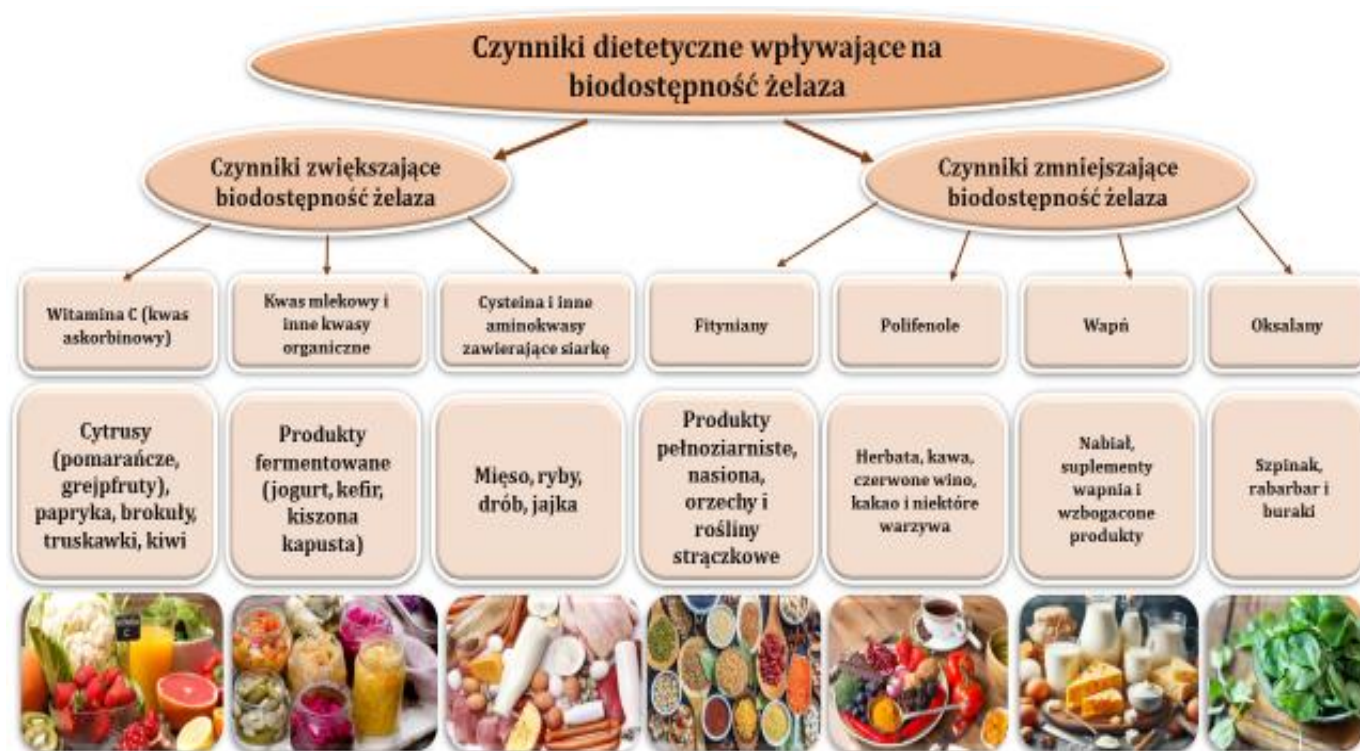 Czynniki dietetyczne wpływające na
biodostępność żelaza
Czynniki zwiększające
biodostępność żelaza
Czynniki zmniejszające
biodostępność żelaza
Witamina C (kwas
askorbinowy)
Kwas mlekowy i
inne kwasy
organiczne
Cysteina i inne
aminokwasy
zawierające siarkę
Fityniany
Polifenole
Wapń
Oksalany
Cytrusy
(pomarańcze,
grejpfruty),
papryka, brokuły,
truskawki, kiwi
Produkty
fermentowane
(jogurt, kefir,
kiszona
kapusta)
Mięso, ryby,
drób, jajka
Produkty
pełnoziarniste,
nasiona,
orzechy i
rośliny
strączkowe
Herbata, kawa,
czerwone wino,
kakao i niektóre
warzywa
Nabiał,
suplementy
wapnia i
wzbogacone
produkty
Szpinak,
rabarbar i
buraki